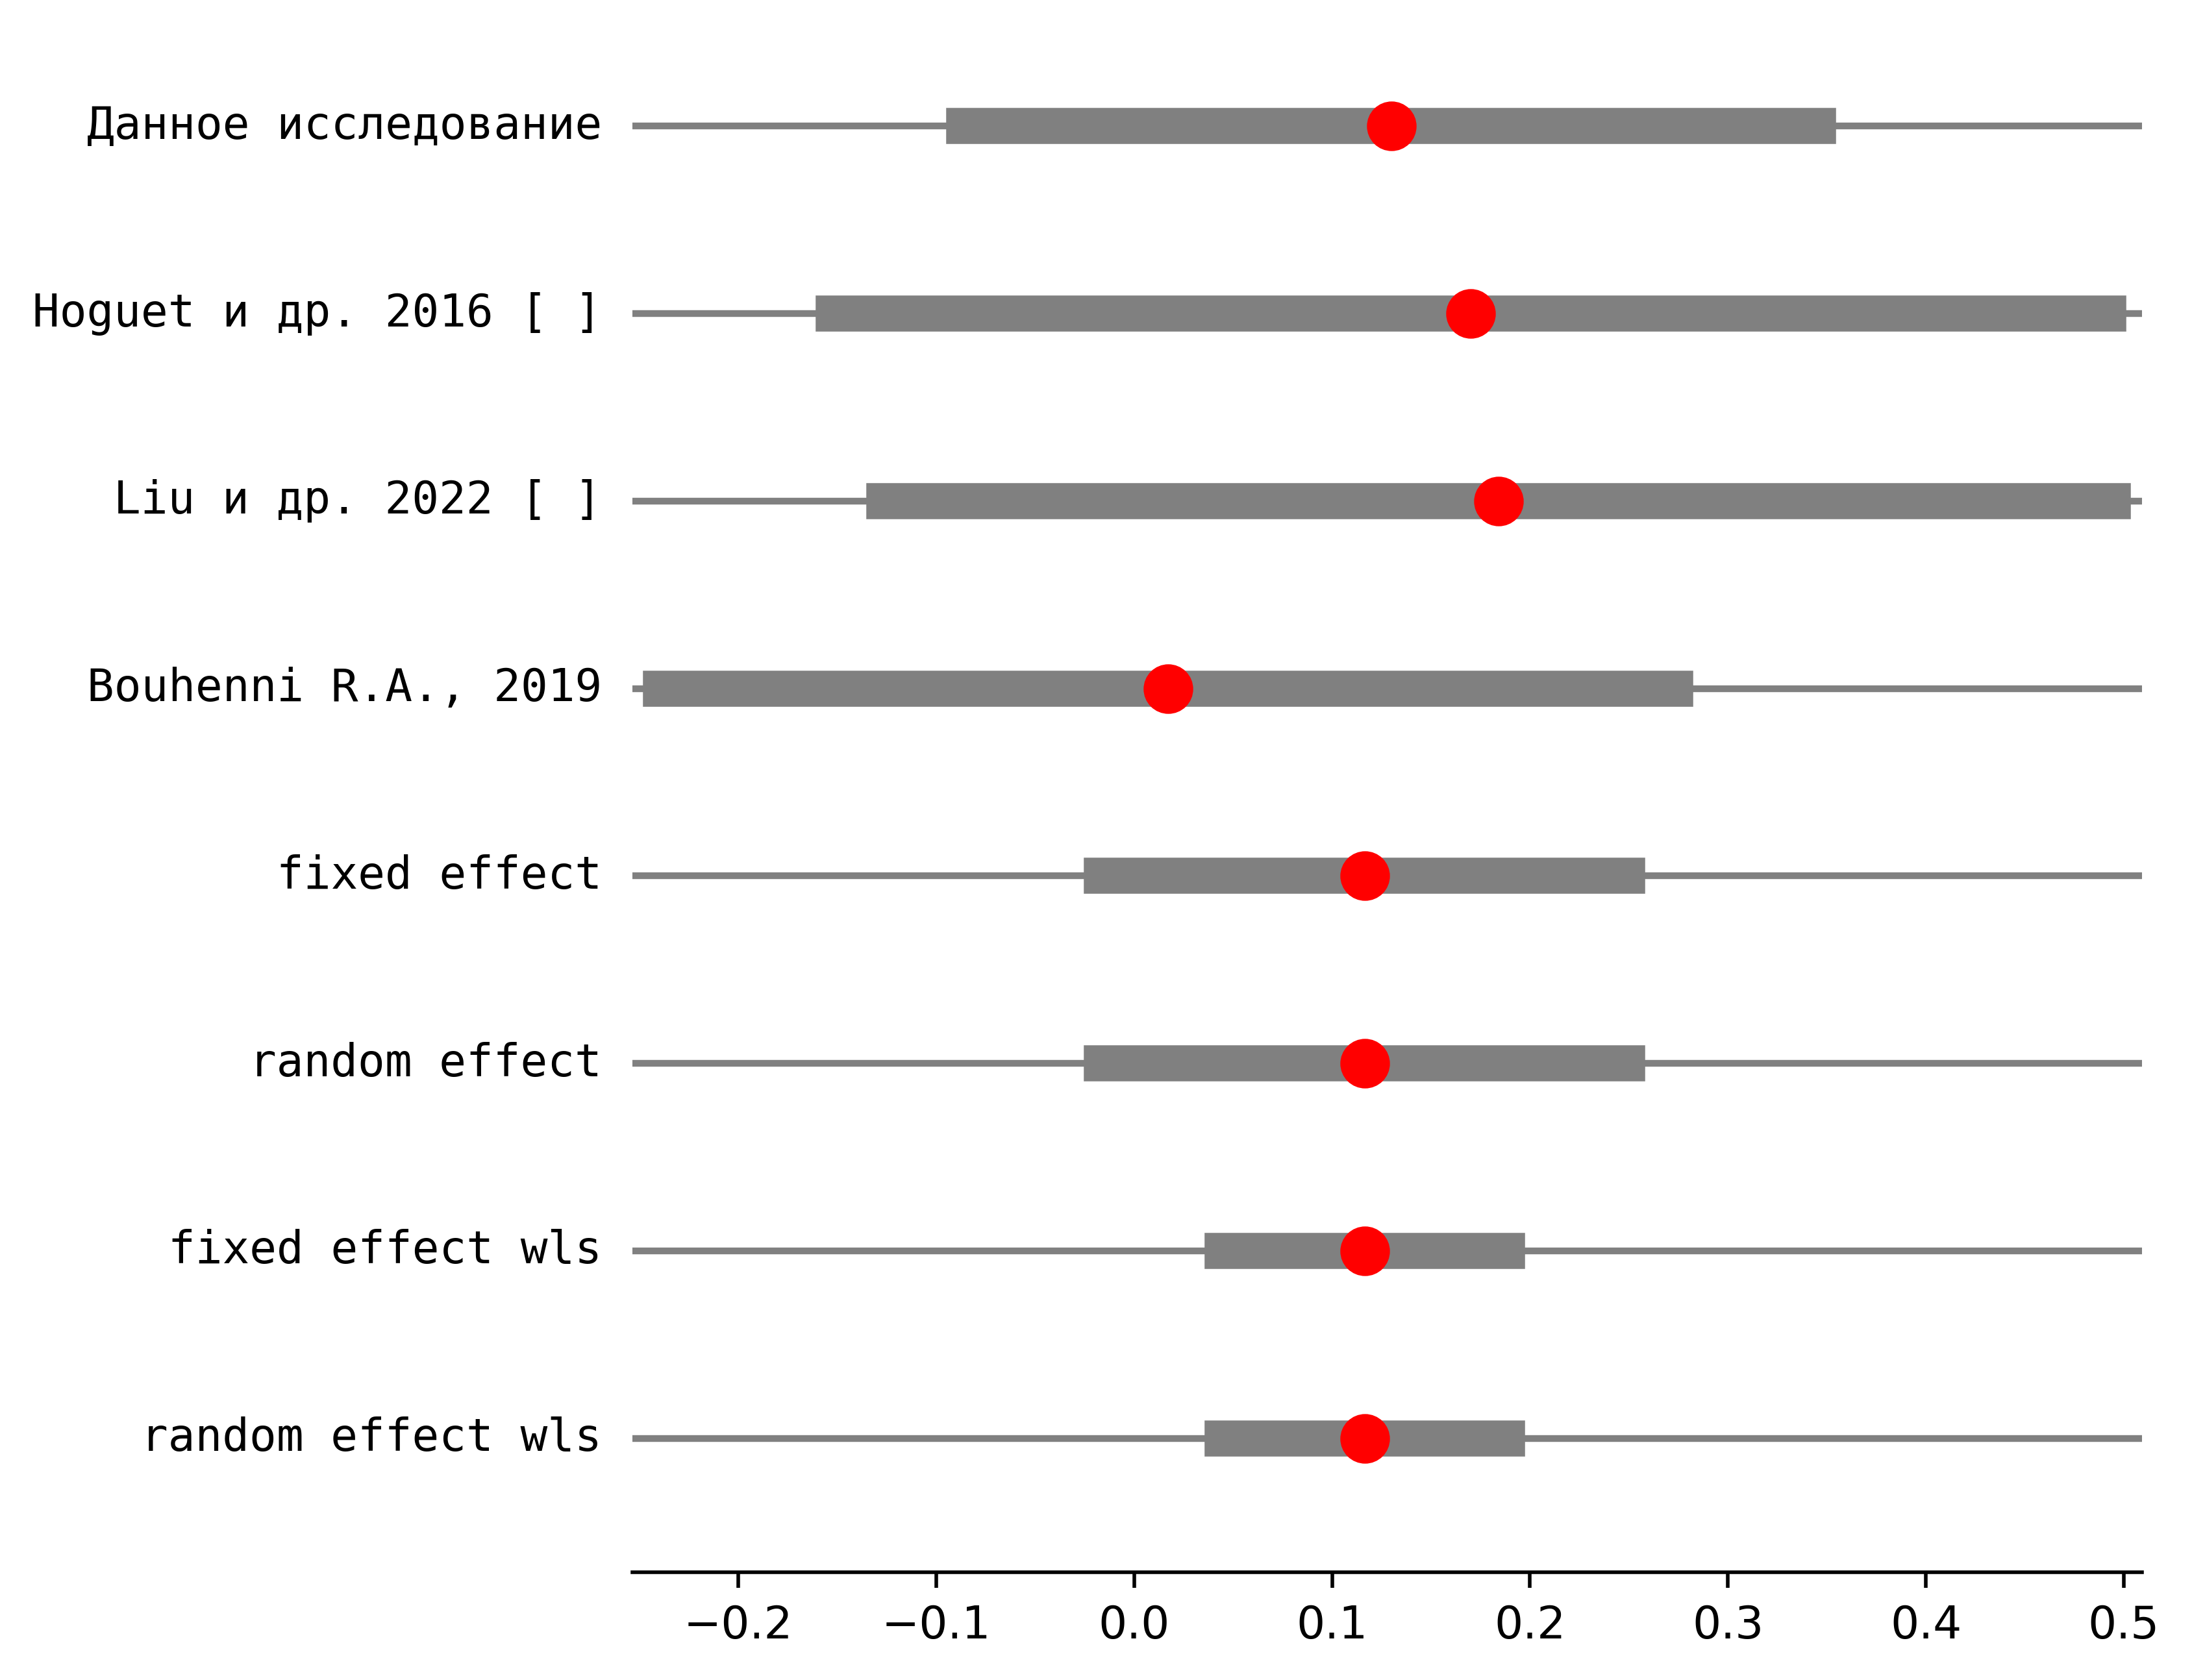 Данное исследование
Hoguet и др. 2016 [ ]
Liu и др. 2022 [ ]
Bouhenni R.A., 2019
fixed effect
random effect
fixed effect wls
random effect wls
−0.2 −0.1 0.0 0.1 0.2 0.3 0.4 0.5